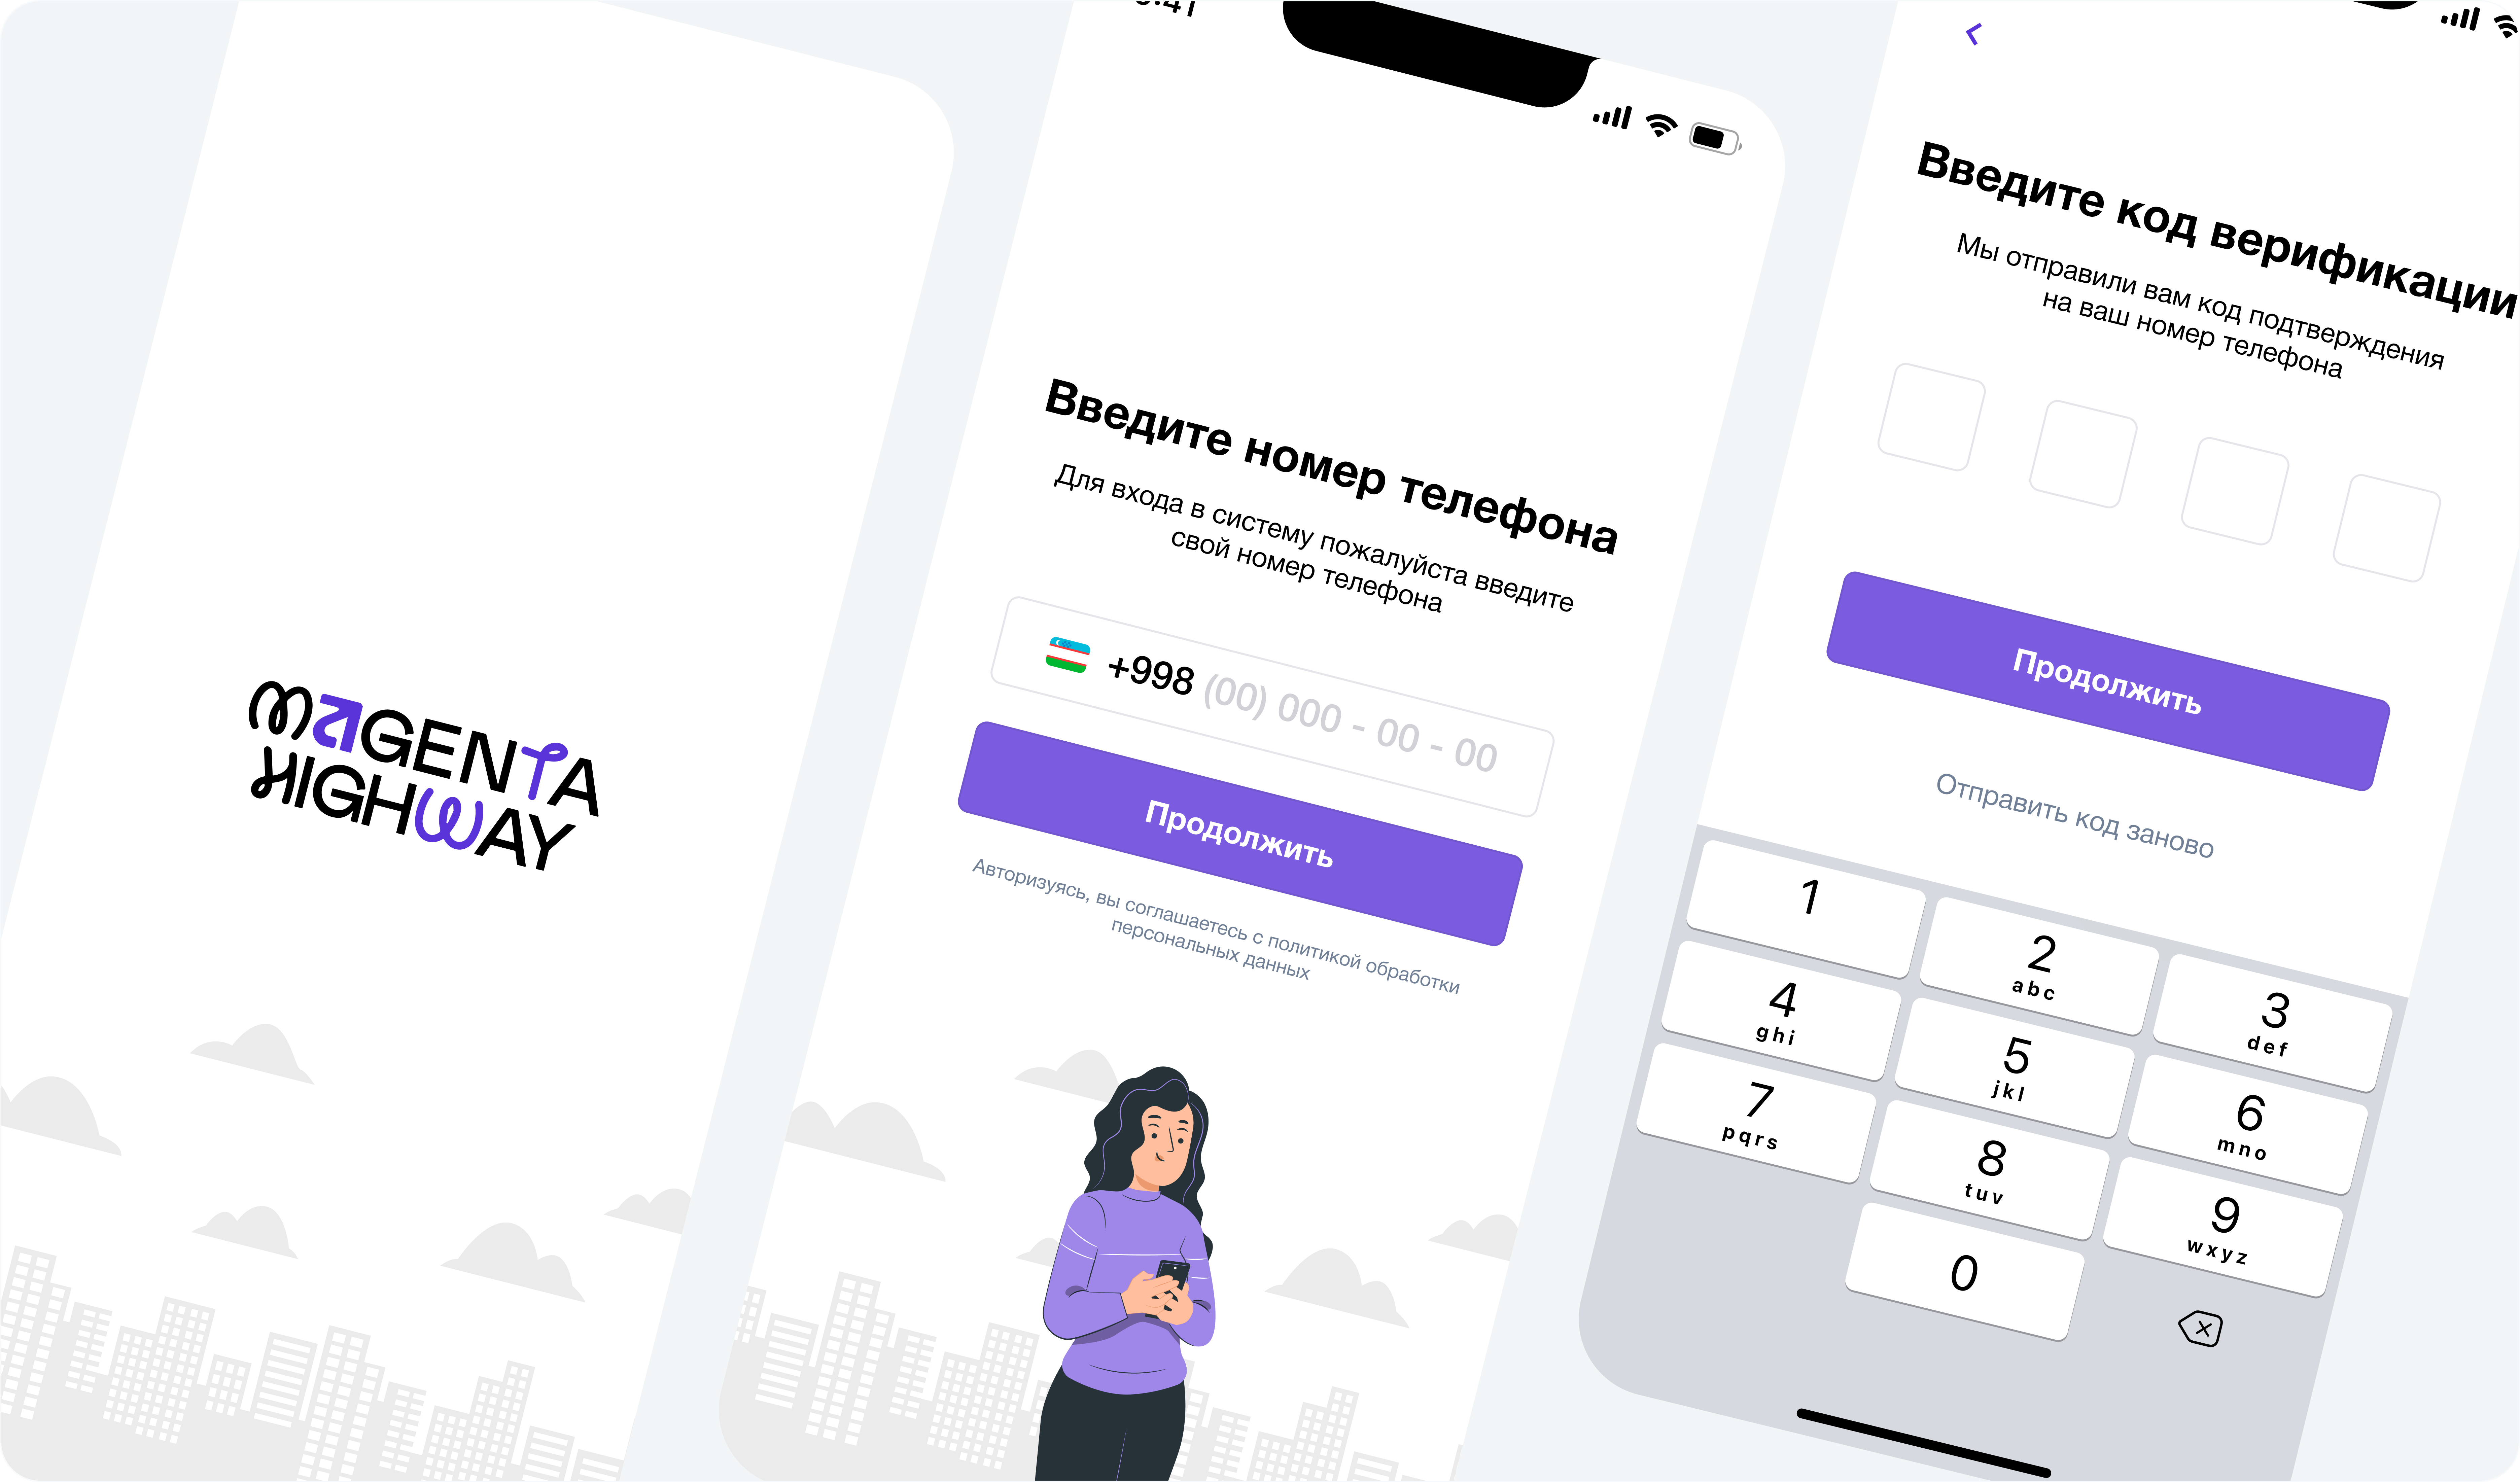 MAGENTA
HIGHWAY
Введите номер телефона
Для входа в систему пожалуйста введите
свой номер телефона
+998 (00) 000 - 00 - 00
Продолжить
Авторизуясь, вы соглашаетесь с политикой обработки
персональных данных
Введите код верификации
Мы отправили вам код подтверждения
на ваш номер телефона
Продолжить
Отправить код заново
1
2
abc
3
def
4
ghi
5
jkl
6
mno
7
pqrs
8
tuv
9
wxyz
0